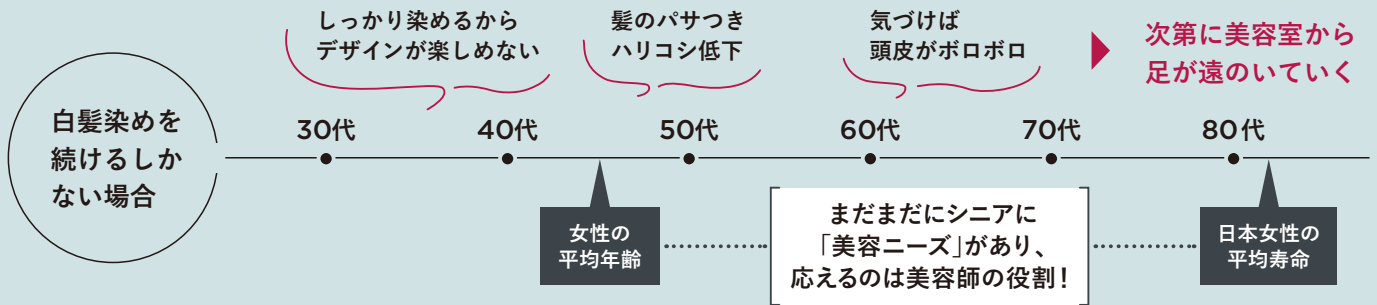 しっかり染めるから
デザインが楽しめない
髪のパサつき
ハリコシ低下
気づけば
頭皮がボロボロ
次第に美容室から
足が遠のいていく
白髪染めを
続けるしか
ない場合
30代
40代
50代
60代
70代
80代
女性の
平均年齢
まだまだにシニアに
「美容ニーズ」があり、
応えるのは美容師の役割！
日本女性の
平均寿命